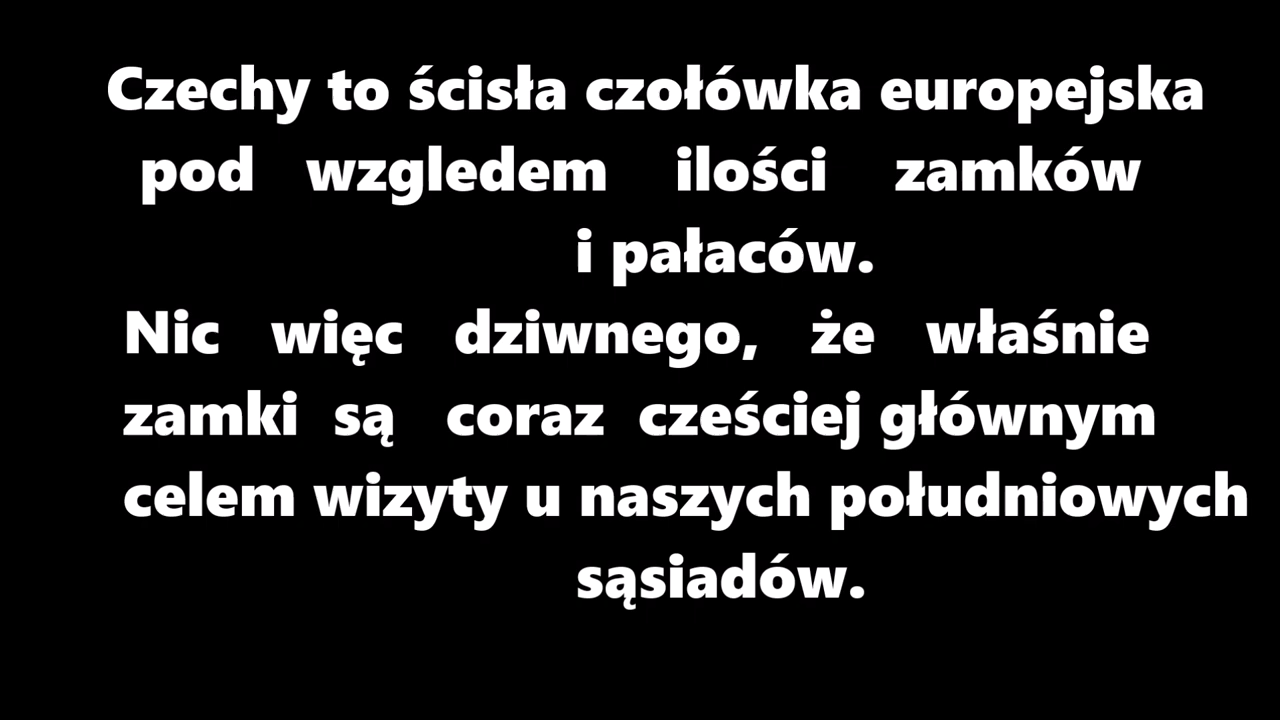 Czechy to ścisła czołówka europejska
pod wzgledem ilości zamków
i pałaców.
Nic więc dziwnego, że właśnie
zamki są coraz cześciej głównym
celem wizyty u naszych południowych
sąsiadów.